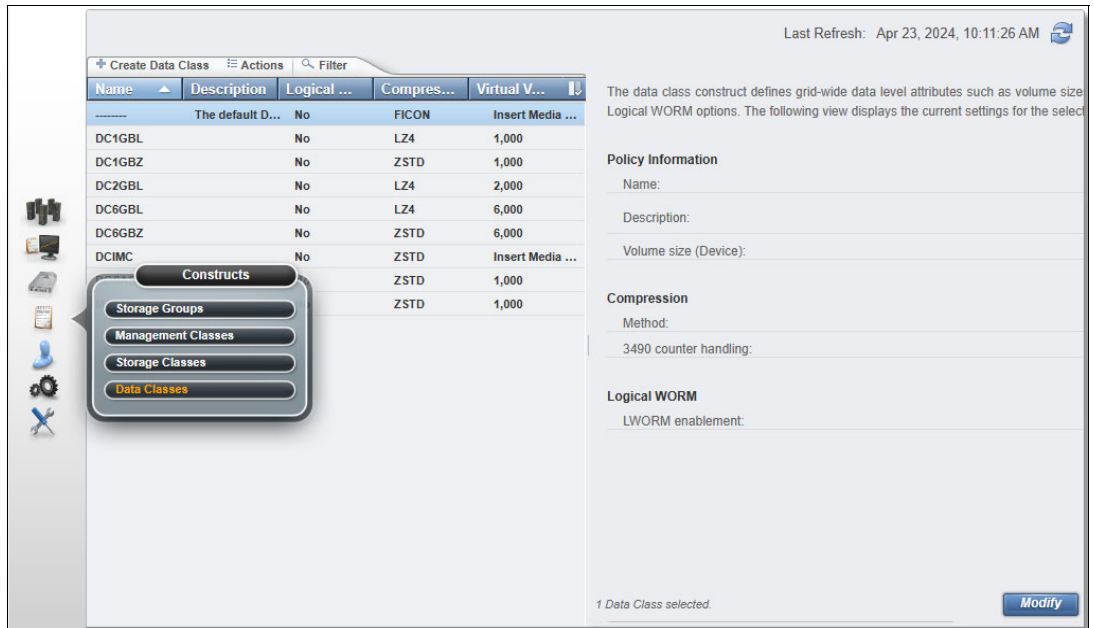 Last Refresh: Apr 23, 2024, 10:11:26 AM
Create Data Class Actions Filter
Name Description Logical ... Compres... Virtual V...
-------- The default D... No FICON Insert Media ...
DC1GBL No LZ4 1,000
DC1GBZ No ZSTD 1,000
DC2GBL No LZ4 2,000
DC6GBL No LZ4 6,000
DC6GBZ No ZSTD 6,000
DCIMC No ZSTD Insert Media ...
ZSTD 1,000
ZSTD 1,000
Constructs
Storage Groups
Management Classes
Storage Classes
Data Classes
The data class construct defines grid-wide data level attributes such as volume size
Logical WORM options. The following view displays the current settings for the select
Policy Information
Name:
Description:
Volume size (Device):
Compression
Method:
3490 counter handling:
Logical WORM
LWORM enablement:
1 Data Class selected.
Modify